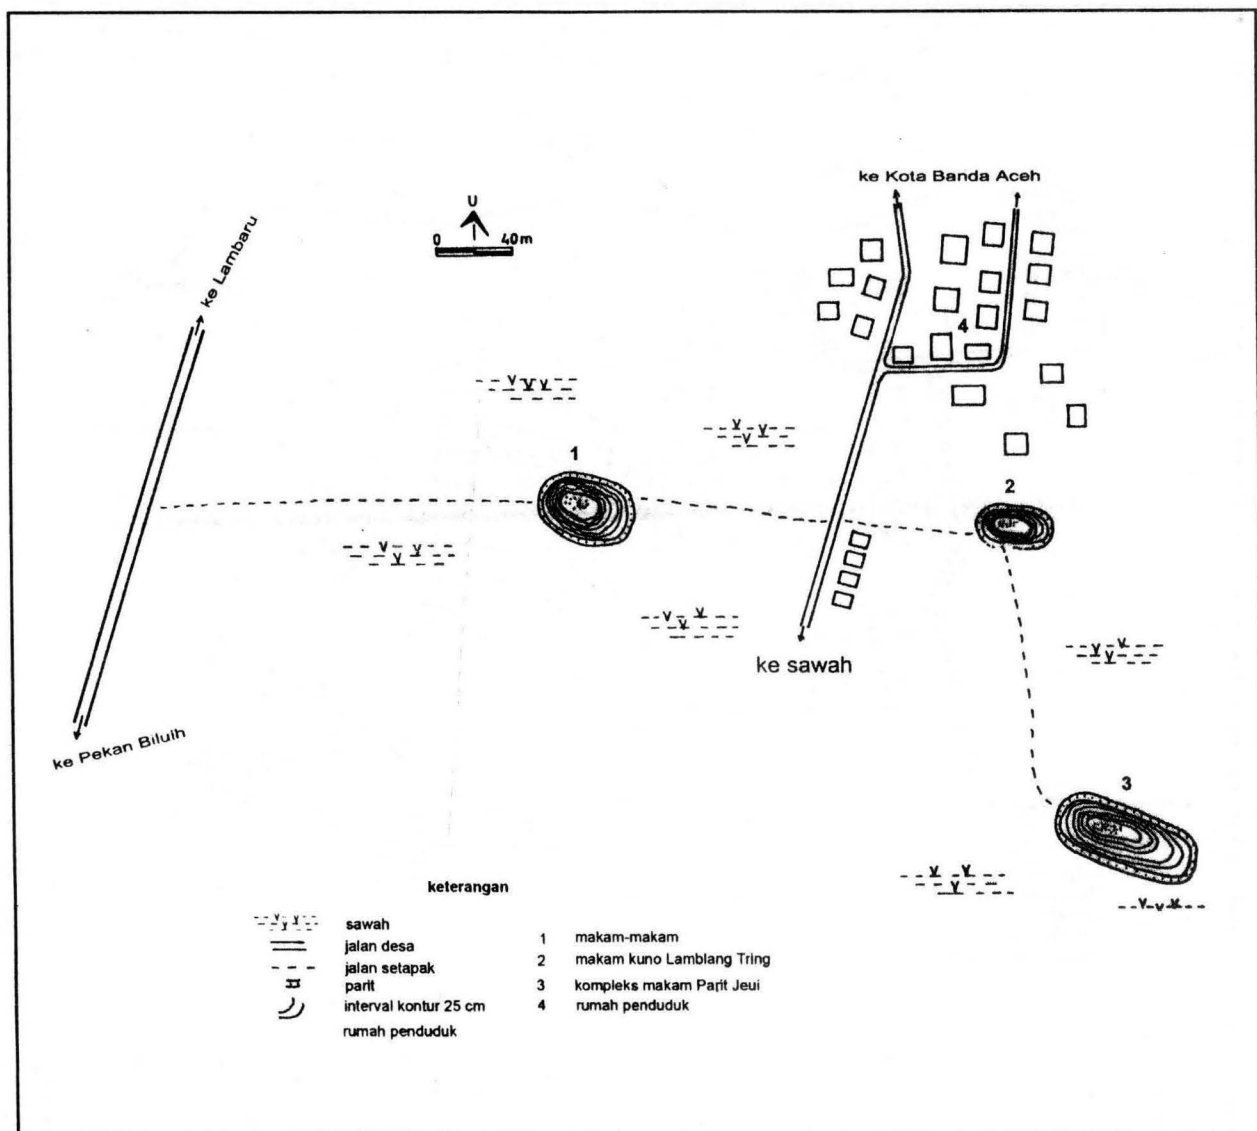 ke Kota Banda Aceh
U
0 40m
ke Lambaru
4
1
2
ke sawah
ke Pekan Biluih
3
keterangan
sawah
jalan desa
jalan setapak
parit
interval kontur 25 cm
rumah penduduk
1 makam-makam
2 makam kuno Lamblang Tring
3 kompleks makam Parit Jeui
4 rumah penduduk